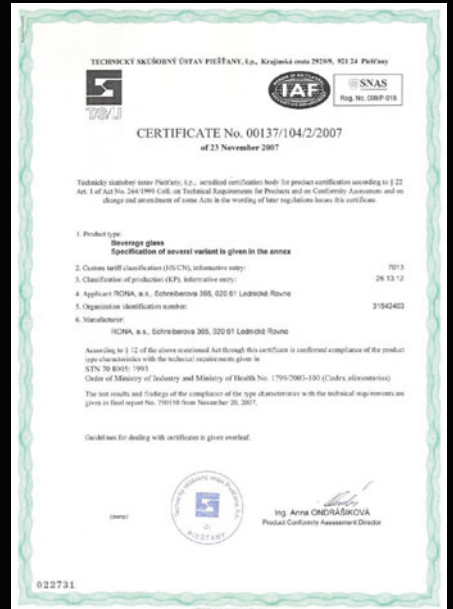 TECHNICKÝ SKÚŠOBNÝ ÚSTAV PIEŠŤANY, š.p., Krajinská cesta 2929/9, 921 24 Piešťany
IAF
SNAS
Reg. No. 009/P-018
TSÚ
CERTIFICATE No. 00137/104/2/2007
of 23 November 2007
Technický skúšobný ústav Piešťany, š.p., acredited certification body for product certification according to § 22
Art. 1 of Act No. 264/1999 Coll. on Technical Requirements for Products and on Conformity Assessment and on
change and amendment of some Acts in the wording of later regulations issues this certificate.
1. Product type:
Beverage glass
Specification of several variant is given in the annex
2. Custom tariff classification (HS/CN), informative entry: 7013
3. Classification of production (KP), informative entry: 26.13.12
4. Applicant RONA, a.s., Schreiberova 365, 020 61 Lednické Rovne
5. Organization identification number: 31642403
6. Manufacturer:
RONA, a.s., Schreiberova 365, 020 61 Lednické Rovne
According to § 12 of the above mentioned Act through this certificate is confirmed compliance of the product
type characteristics with the technical requirements given in
STN 70 8005: 1993
Order of Ministry of Industry and Ministry of Health No. 1799/2003-100 (Codex alimentarius)
The test results and findings of the compliance of the type characteristics with the technical requirements are
given in final report No. 750150 from November 20, 2007.
Guidelines for dealing with certificates is given overleaf.
(stamp)
PIEŠŤANY
Ing. Anna ONDRÁŠIKOVÁ
Product Conformity Assessment Director
022731